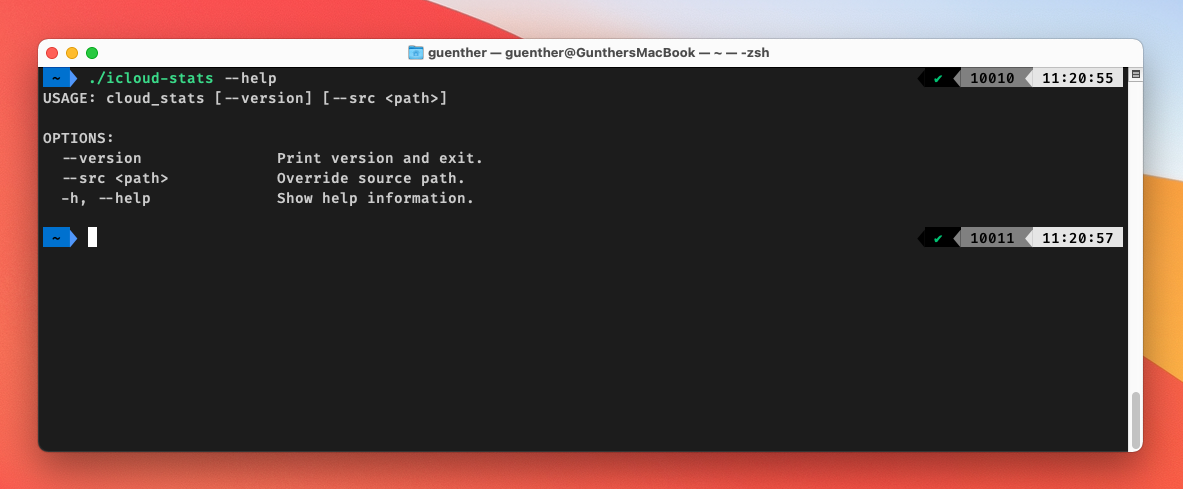 guenther — guenther@GunthersMacBook — ~ — -zsh
~ ./icloud-stats --help ✔ 10010 11:20:55
USAGE: cloud_stats [--version] [--src <path>]
OPTIONS:
--version Print version and exit.
--src <path> Override source path.
-h, --help Show help information.
~ ✔ 10011 11:20:57